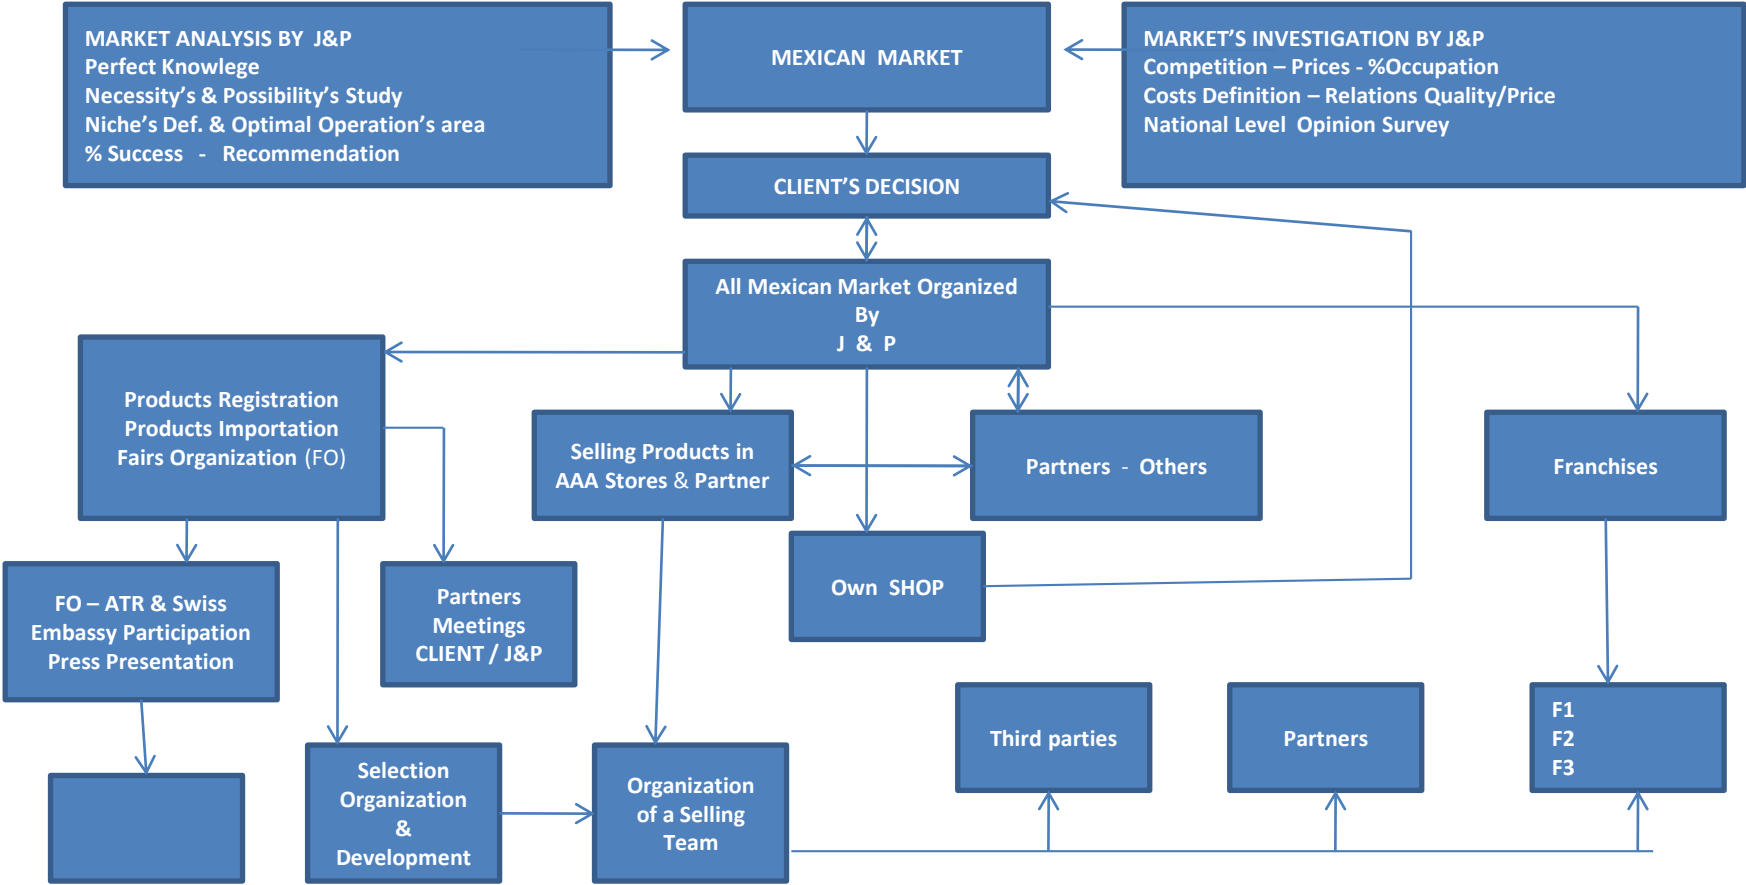 MARKET ANALYSIS BY J&P
Perfect Knowlege
Necessity's & Possibility's Study
Niche's Def. & Optimal Operation's area
% Success - Recommendation
MEXICAN MARKET
MARKET'S INVESTIGATION BY J&P
Competition – Prices - %Occupation
Costs Definition – Relations Quality/Price
National Level Opinion Survey
CLIENT'S DECISION
All Mexican Market Organized
By
J & P
Products Registration
Products Importation
Fairs Organization (FO)
Selling Products in
AAA Stores & Partner
Partners - Others
Franchises
FO – ATR & Swiss
Embassy Participation
Press Presentation
Partners
Meetings
CLIENT / J&P
Own SHOP
Third parties
Partners
F1
F2
F3
Selection
Organization
&
Development
Organization
of a Selling
Team